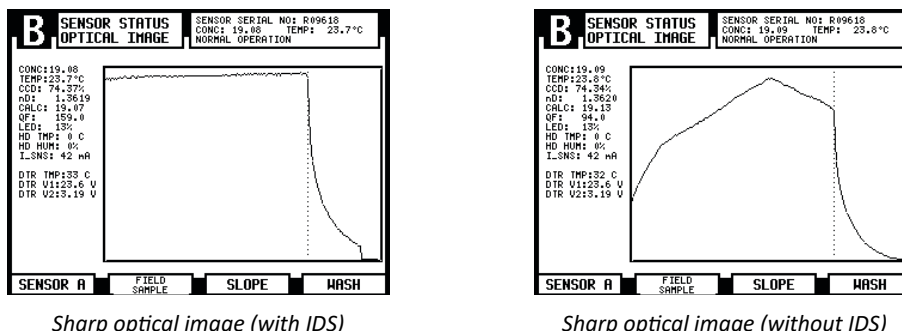 B
SENSOR STATUS
OPTICAL IMAGE
SENSOR SERIAL NO: R09618
CONC: 19.08 TEMP: 23.7°C
NORMAL OPERATION
CONC:19.08
TEMP:23.7°C
CCD: 74.37%
nD: 1.3619
CALC: 19.07
QF: 159.0
LED: 13%
HD TMP: 0 C
HD HUM: 0%
I_SNS: 42 mA
DTR TMP:33 C
DTR V1:23.6 V
DTR V2:3.19 V
SENSOR A
FIELD
SAMPLE
SLOPE
WASH
Sharp optical image (with IDS)
B
SENSOR STATUS
OPTICAL IMAGE
SENSOR SERIAL NO: R09618
CONC: 19.09 TEMP: 23.8°C
NORMAL OPERATION
CONC:19.09
TEMP:23.8°C
CCD: 74.34%
nD: 1.3620
CALC: 19.13
QF: 94.0
LED: 13%
HD TMP: 0 C
HD HUM: 0%
I_SNS: 42 mA
DTR TMP:32 C
DTR V1:23.6 V
DTR V2:3.19 V
SENSOR A
FIELD
SAMPLE
SLOPE
WASH
Sharp optical image (without IDS)